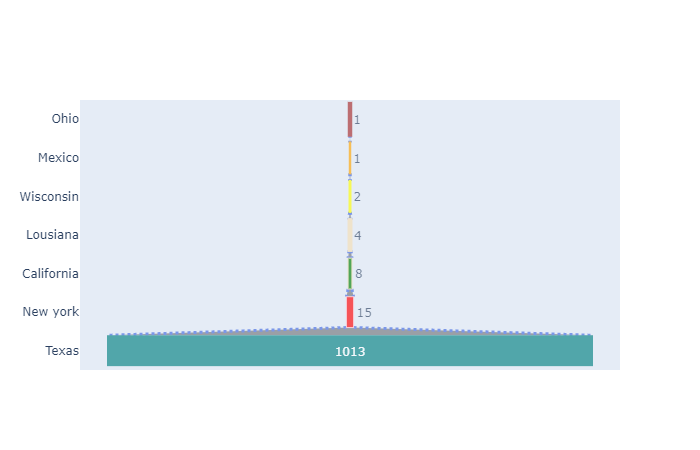 Ohio 1
Mexico 1
Wisconsin 2
Lousiana 4
California 8
New york 15
Texas 1013